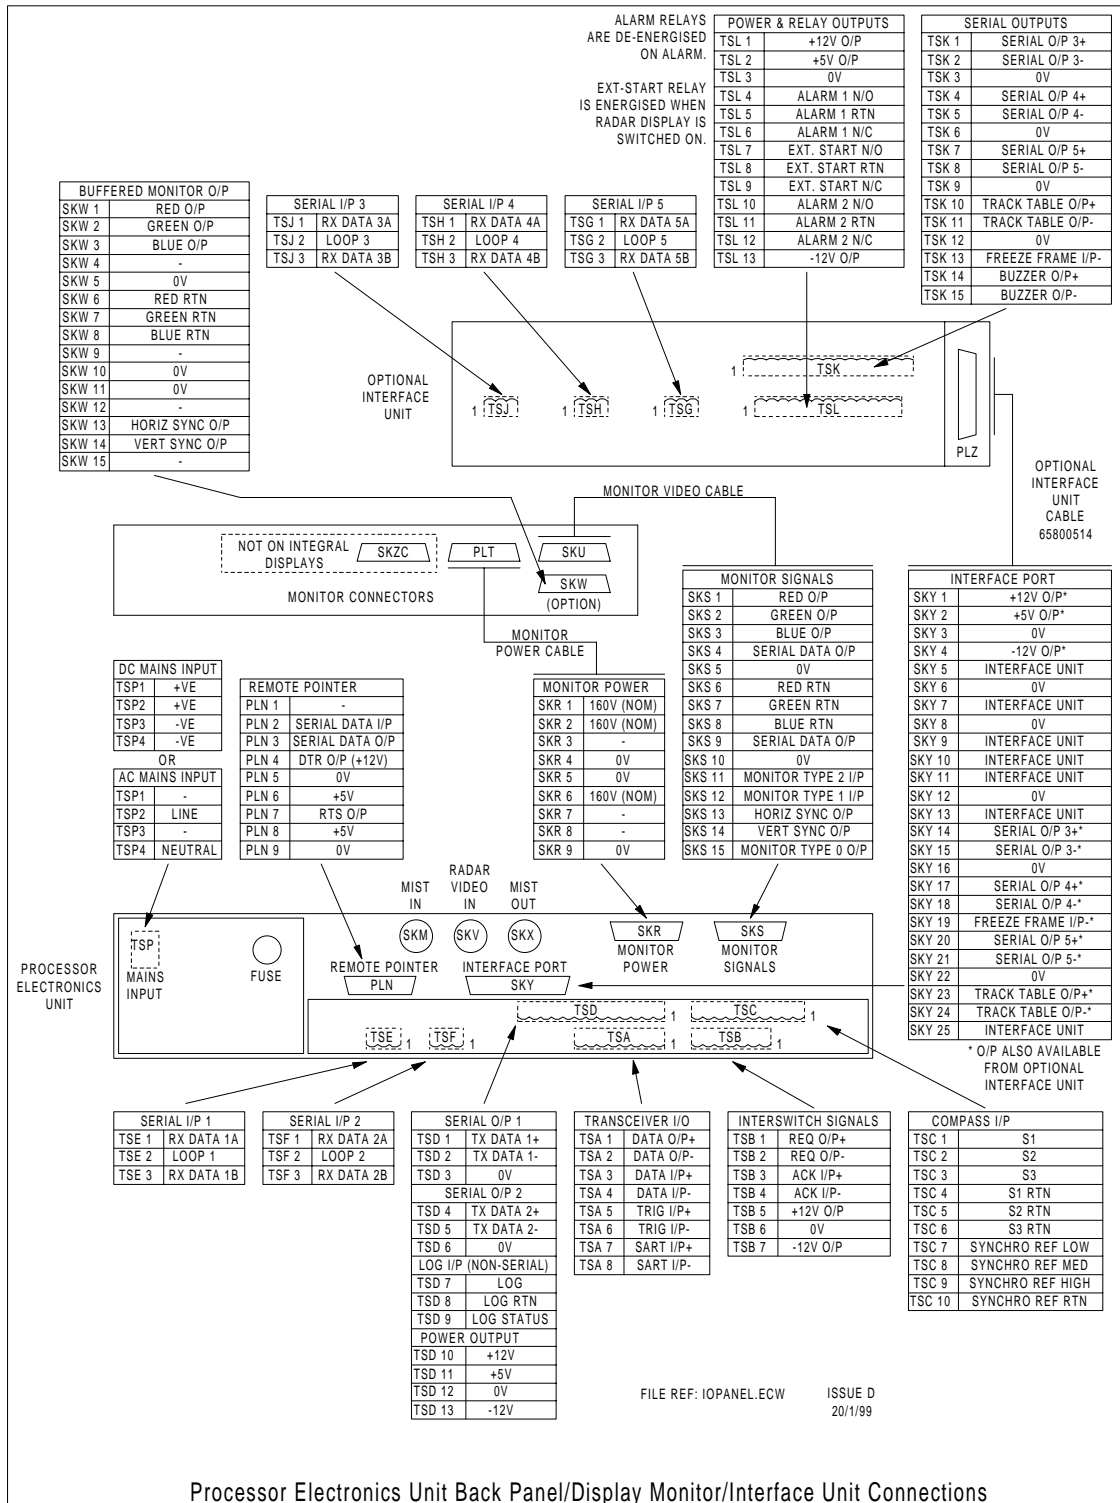 ALARM RELAYS
ARE DE-ENERGISED
ON ALARM.
EXT-START RELAY
IS ENERGISED WHEN
RADAR DISPLAY IS
SWITCHED ON.
POWER & RELAY OUTPUTS
TSL 1 +12V O/P
TSL 2 +5V O/P
TSL 3 0V
TSL 4 ALARM 1 N/O
TSL 5 ALARM 1 RTN
TSL 6 ALARM 1 N/C
TSL 7 EXT. START N/O
TSL 8 EXT. START RTN
TSL 9 EXT. START N/C
TSL 10 ALARM 2 N/O
TSL 11 ALARM 2 RTN
TSL 12 ALARM 2 N/C
TSL 13 -12V O/P
SERIAL OUTPUTS
TSK 1 SERIAL O/P 3+
TSK 2 SERIAL O/P 3-
TSK 3 0V
TSK 4 SERIAL O/P 4+
TSK 5 SERIAL O/P 4-
TSK 6 0V
TSK 7 SERIAL O/P 5+
TSK 8 SERIAL O/P 5-
TSK 9 0V
TSK 10 TRACK TABLE O/P+
TSK 11 TRACK TABLE O/P-
TSK 12 0V
TSK 13 FREEZE FRAME I/P-
TSK 14 BUZZER O/P+
TSK 15 BUZZER O/P-
BUFFERED MONITOR O/P
SKW 1 RED O/P
SKW 2 GREEN O/P
SKW 3 BLUE O/P
SKW 4 -
SKW 5 0V
SKW 6 RED RTN
SKW 7 GREEN RTN
SKW 8 BLUE RTN
SKW 9 -
SKW 10 0V
SKW 11 0V
SKW 12 -
SKW 13 HORIZ SYNC O/P
SKW 14 VERT SYNC O/P
SKW 15 -
SERIAL I/P 3
TSJ 1 RX DATA 3A
TSJ 2 LOOP 3
TSJ 3 RX DATA 3B
SERIAL I/P 4
TSH 1 RX DATA 4A
TSH 2 LOOP 4
TSH 3 RX DATA 4B
SERIAL I/P 5
TSG 1 RX DATA 5A
TSG 2 LOOP 5
TSG 3 RX DATA 5B
OPTIONAL
INTERFACE
UNIT
1 TSJ
1 TSH
1 TSG
1 TSK
1 TSL
PLZ
OPTIONAL
INTERFACE
UNIT
CABLE
65800514
MONITOR VIDEO CABLE
NOT ON INTEGRAL
DISPLAYS
SKZC
PLT
SKU
SKW
(OPTION)
MONITOR CONNECTORS
MONITOR
POWER CABLE
DC MAINS INPUT
TSP1 +VE
TSP2 +VE
TSP3 -VE
TSP4 -VE
OR
AC MAINS INPUT
TSP1 -
TSP2 LINE
TSP3 -
TSP4 NEUTRAL
REMOTE POINTER
PLN 1 -
PLN 2 SERIAL DATA I/P
PLN 3 SERIAL DATA O/P
PLN 4 DTR O/P (+12V)
PLN 5 0V
PLN 6 +5V
PLN 7 RTS O/P
PLN 8 +5V
PLN 9 0V
MONITOR POWER
SKR 1 160V (NOM)
SKR 2 160V (NOM)
SKR 3 -
SKR 4 0V
SKR 5 0V
SKR 6 160V (NOM)
SKR 7 -
SKR 8 -
SKR 9 0V
MONITOR SIGNALS
SKS 1 RED O/P
SKS 2 GREEN O/P
SKS 3 BLUE O/P
SKS 4 SERIAL DATA O/P
SKS 5 0V
SKS 6 RED RTN
SKS 7 GREEN RTN
SKS 8 BLUE RTN
SKS 9 SERIAL DATA O/P
SKS 10 0V
SKS 11 MONITOR TYPE 2 I/P
SKS 12 MONITOR TYPE 1 I/P
SKS 13 HORIZ SYNC O/P
SKS 14 VERT SYNC O/P
SKS 15 MONITOR TYPE 0 O/P
INTERFACE PORT
SKY 1 +12V O/P*
SKY 2 +5V O/P*
SKY 3 0V
SKY 4 -12V O/P*
SKY 5 INTERFACE UNIT
SKY 6 0V
SKY 7 INTERFACE UNIT
SKY 8 0V
SKY 9 INTERFACE UNIT
SKY 10 INTERFACE UNIT
SKY 11 INTERFACE UNIT
SKY 12 0V
SKY 13 INTERFACE UNIT
SKY 14 SERIAL O/P 3+*
SKY 15 SERIAL O/P 3-*
SKY 16 0V
SKY 17 SERIAL O/P 4+*
SKY 18 SERIAL O/P 4-*
SKY 19 FREEZE FRAME I/P-*
SKY 20 SERIAL O/P 5+*
SKY 21 SERIAL O/P 5-*
SKY 22 0V
SKY 23 TRACK TABLE O/P+*
SKY 24 TRACK TABLE O/P-*
SKY 25 INTERFACE UNIT
* O/P ALSO AVAILABLE
FROM OPTIONAL
INTERFACE UNIT
PROCESSOR
ELECTRONICS
UNIT
TSP
MAINS
INPUT
FUSE
MIST
IN
SKM
RADAR
VIDEO
IN
SKV
MIST
OUT
SKX
REMOTE POINTER
PLN
INTERFACE PORT
SKY
SKR
MONITOR
POWER
SKS
MONITOR
SIGNALS
TSD 1
TSC 1
TSE 1
TSF 1
TSA 1
TSB 1
SERIAL I/P 1
TSE 1 RX DATA 1A
TSE 2 LOOP 1
TSE 3 RX DATA 1B
SERIAL I/P 2
TSF 1 RX DATA 2A
TSF 2 LOOP 2
TSF 3 RX DATA 2B
SERIAL O/P 1
TSD 1 TX DATA 1+
TSD 2 TX DATA 1-
TSD 3 0V
SERIAL O/P 2
TSD 4 TX DATA 2+
TSD 5 TX DATA 2-
TSD 6 0V
LOG I/P (NON-SERIAL)
TSD 7 LOG
TSD 8 LOG RTN
TSD 9 LOG STATUS
POWER OUTPUT
TSD 10 +12V
TSD 11 +5V
TSD 12 0V
TSD 13 -12V
TRANSCEIVER I/O
TSA 1 DATA O/P+
TSA 2 DATA O/P-
TSA 3 DATA I/P+
TSA 4 DATA I/P-
TSA 5 TRIG I/P+
TSA 6 TRIG I/P-
TSA 7 SART I/P+
TSA 8 SART I/P-
INTERSWITCH SIGNALS
TSB 1 REQ O/P+
TSB 2 REQ O/P-
TSB 3 ACK I/P+
TSB 4 ACK I/P-
TSB 5 +12V O/P
TSB 6 0V
TSB 7 -12V O/P
COMPASS I/P
TSC 1 S1
TSC 2 S2
TSC 3 S3
TSC 4 S1 RTN
TSC 5 S2 RTN
TSC 6 S3 RTN
TSC 7 SYNCHRO REF LOW
TSC 8 SYNCHRO REF MED
TSC 9 SYNCHRO REF HIGH
TSC 10 SYNCHRO REF RTN
FILE REF: IOPANEL.ECW ISSUE D
20/1/99
Processor Electronics Unit Back Panel/Display Monitor/Interface Unit Connections